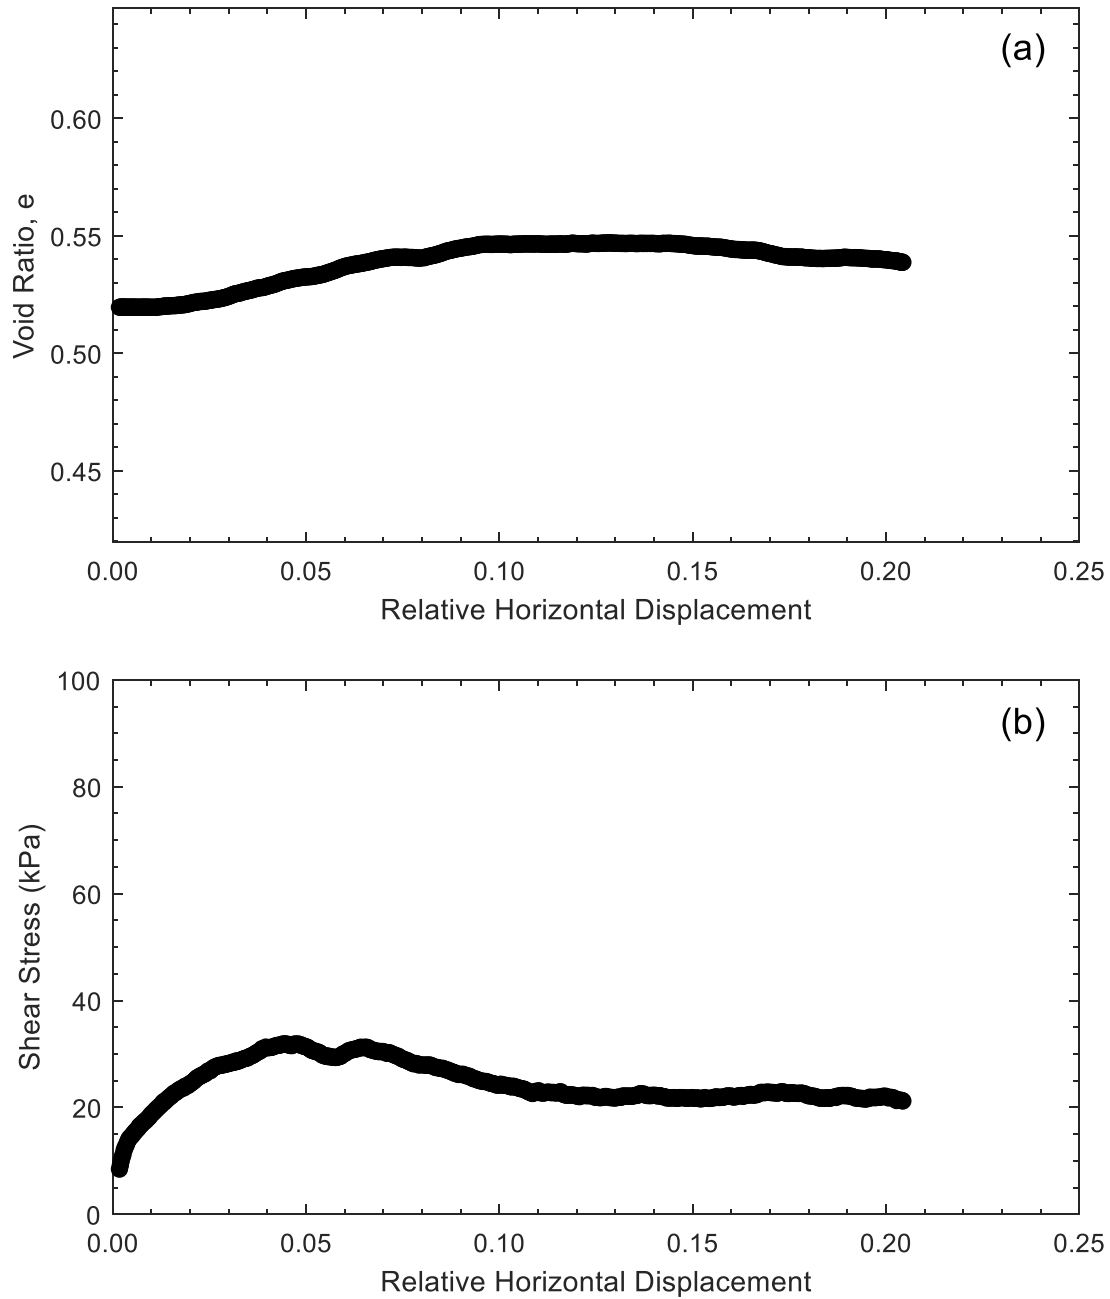 (a)
0.60
0.55
0.50
0.45
Void Ratio, e
0.00 0.05 0.10 0.15 0.20 0.25
Relative Horizontal Displacement
100
(b)
80
60
40
20
0
Shear Stress (kPa)
0.00 0.05 0.10 0.15 0.20 0.25
Relative Horizontal Displacement